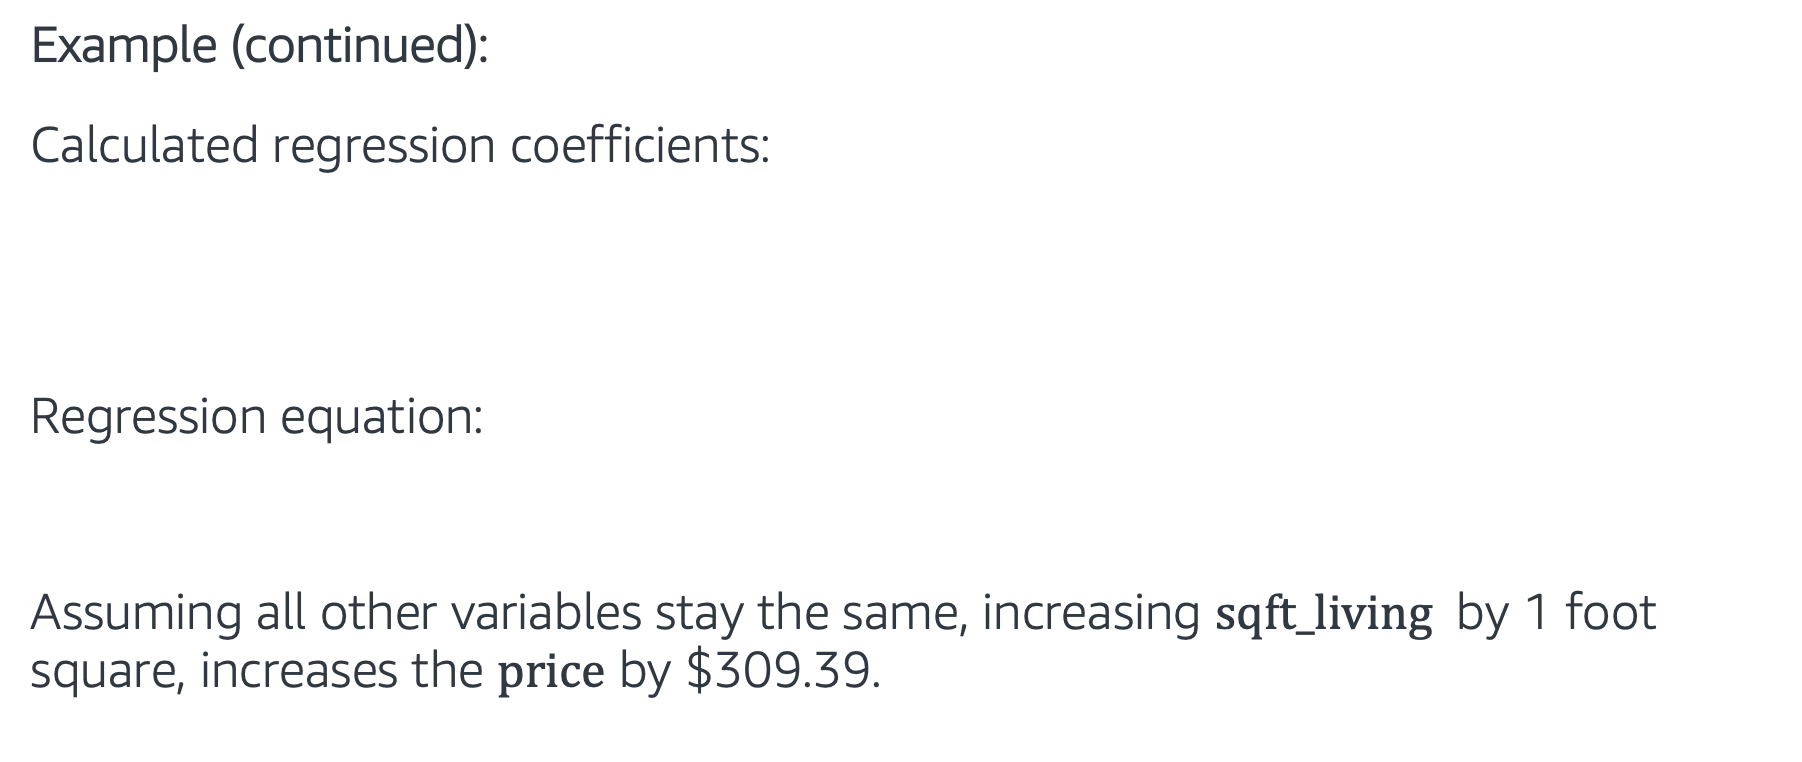 Example (continued):
Calculated regression coefficients:
Regression equation:
Assuming all other variables stay the same, increasing sqft_living by 1 foot
square, increases the price by $309.39.